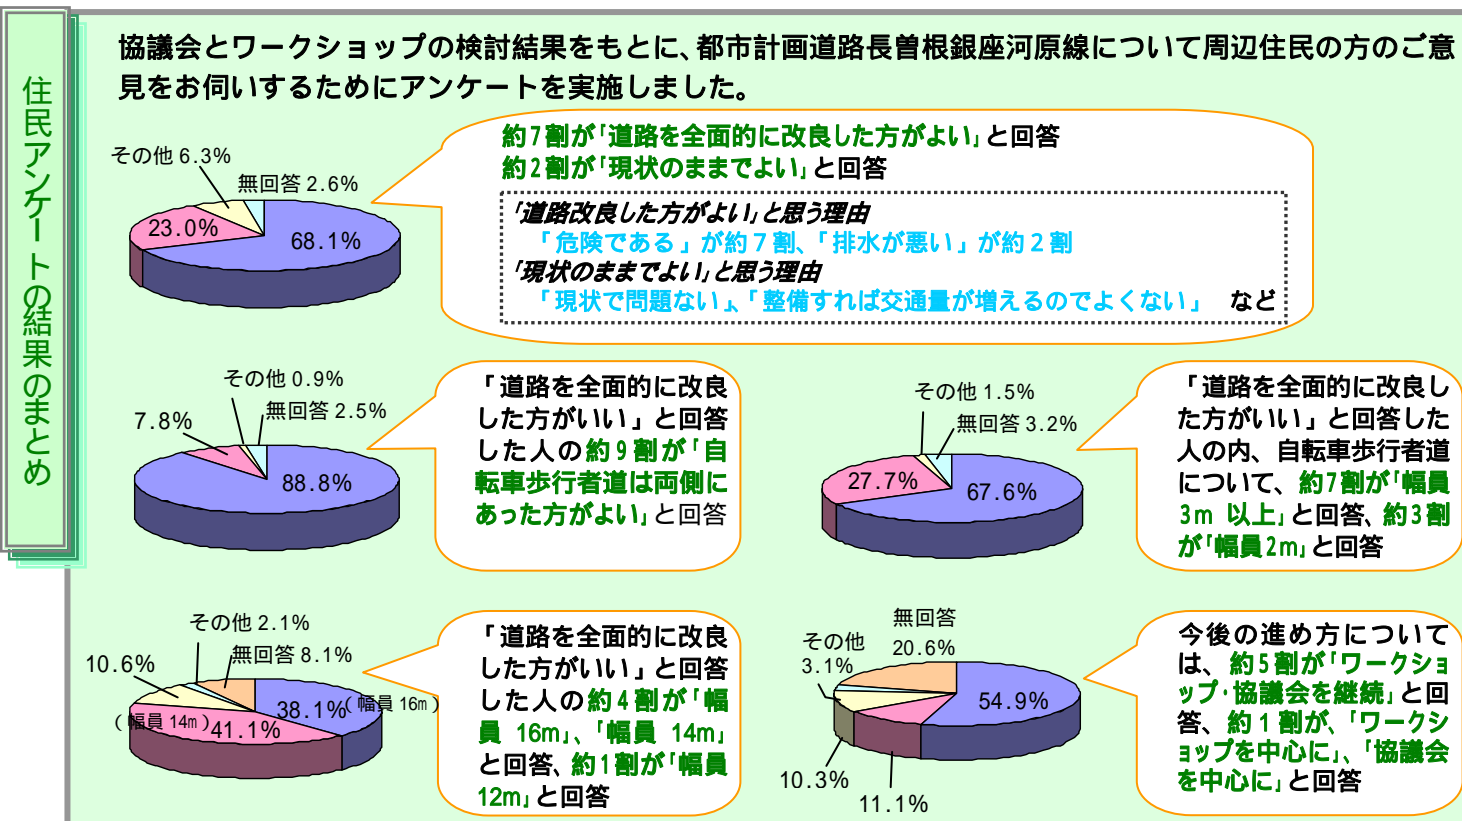 住民アンケートの結果のまとめ
協議会とワークショップの検討結果をもとに、都市計画道路長曽根銀座河原線について周辺住民の方のご意
見をお伺いするためにアンケートを実施しました。
その他 6.3%
無回答 2.6%
23.0%
68.1%
約7割が「道路を全面的に改良した方がよい」と回答
約2割が「現状のままでよい」と回答
「道路改良した方がよい」と思う理由
「危険である」が約７割、「排水が悪い」が約２割
「現状のままでよい」と思う理由
「現状で問題ない」、「整備すれば交通量が増えるのでよくない」　など
その他 0.9%
無回答 2.5%
7.8%
88.8%
「道路を全面的に改良
した方がいい」と回答
した人の約9割が「自
転車歩行者道は両側に
あった方がよい」と回答
その他 1.5%
無回答 3.2%
27.7%
67.6%
「道路を全面的に改良し
た方がいい」と回答した
人の内、自転車歩行者道
について、約7割が「幅員
3m 以上」と回答、約3割
が「幅員2m」と回答
その他 2.1%
無回答 8.1%
10.6%
38.1%（幅員 16m）
（幅員 14m）41.1%
「道路を全面的に改良
した方がいい」と回答
した人の約4割が「幅
員 16m」、「幅員 14m」
と回答、約1割が「幅員
12m」と回答
無回答
20.6%
その他
3.1%
54.9%
10.3%
11.1%
今後の進め方について
は、約5割が「ワークショ
ップ・協議会を継続」と回
答、約１割が、「ワークシ
ョップを中心に」、「協議会
を中心に」と回答